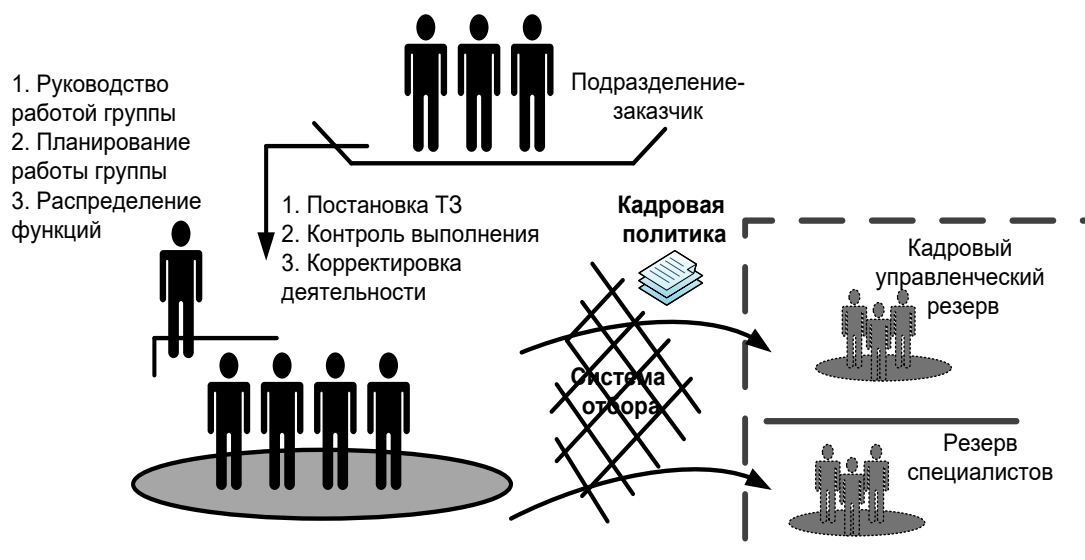 1. Руководство
работой группы
2. Планирование
работы группы
3. Распределение
функций
Подразделение-
заказчик
1. Постановка ТЗ
2. Контроль выполнения
3. Корректировка
деятельности
Кадровая
политика
Система
отбора
Кадровый
управленческий
резерв
Резерв
специалистов